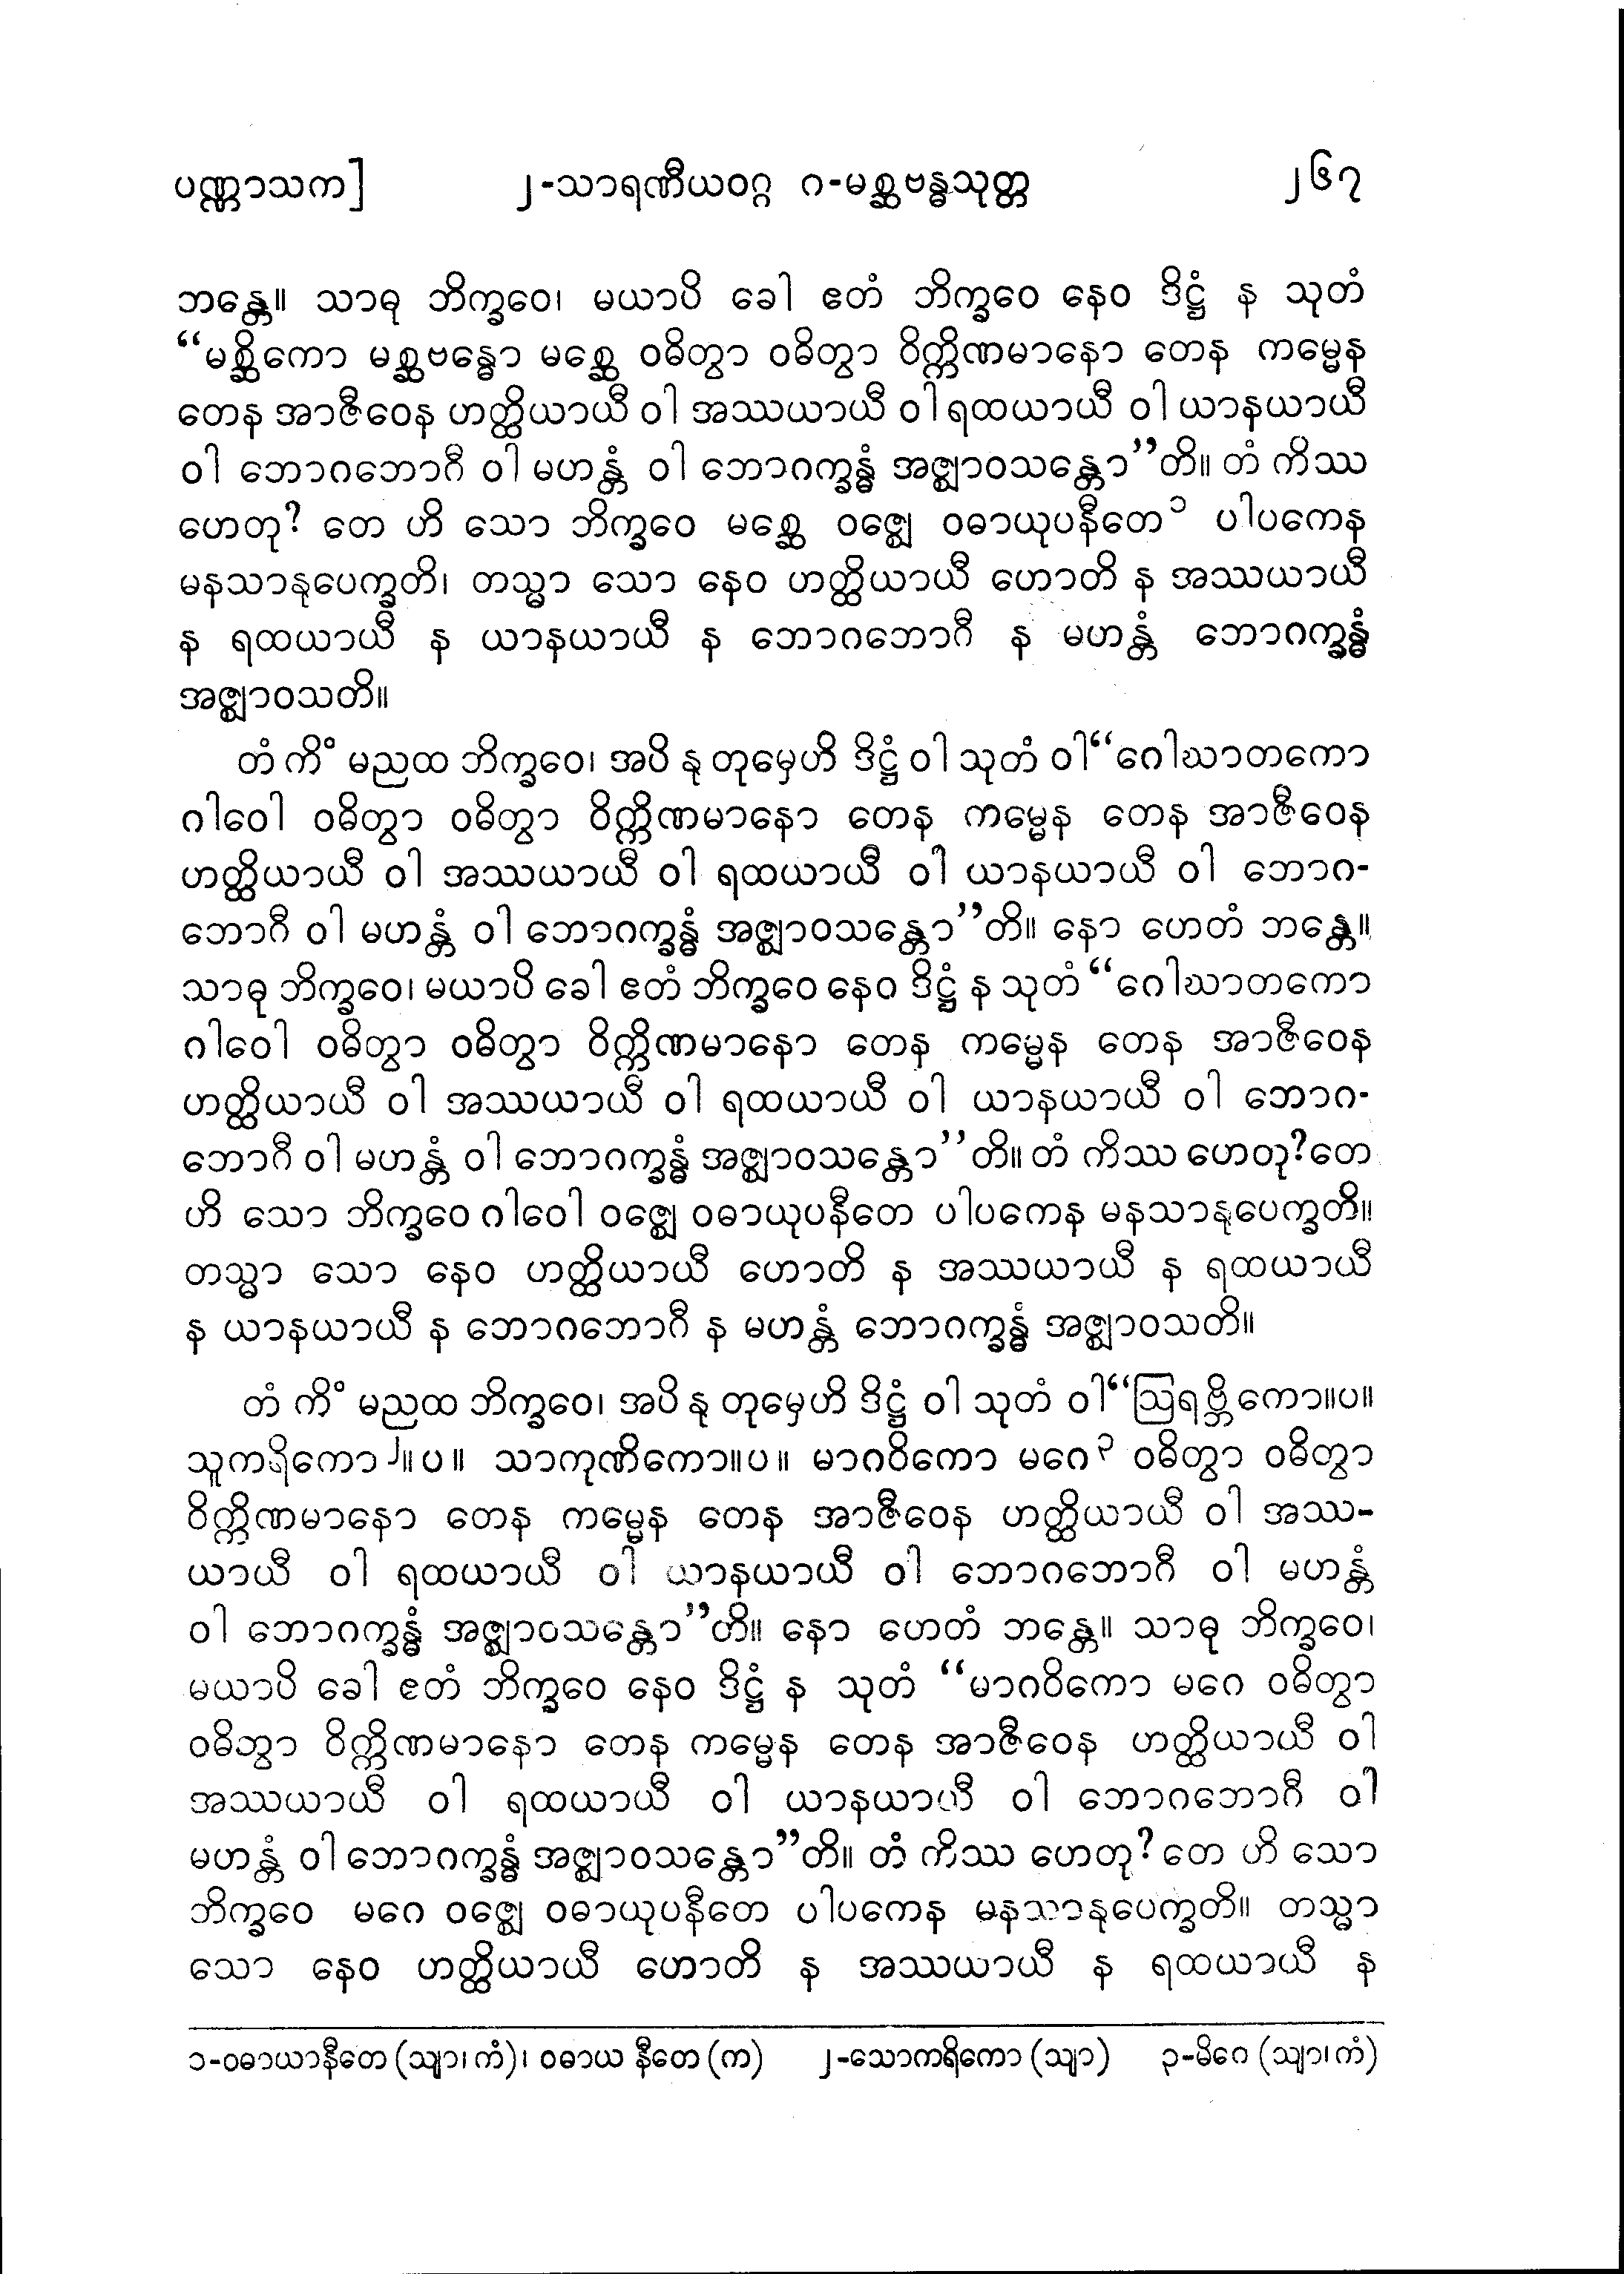 ပဏ္ဏာသက] ၂-သာရဏီယဝဂ္ဂ ဂ-မစ္ဆဗန္ဓသုတ္တ ၂၆၇
ဘန္တေ။ သာဓု ဘိက္ခဝေ၊ မယာပိ ခေါ ဧတံ ဘိက္ခဝေ နေဝ ဒိဋ္ဌံ န သုတံ
“မစ္ဆိကော မစ္ဆဗန္ဓော မစ္ဆေ ဝဓိတွာ ဝဓိတွာ ဝိက္ကိဏမာနော တေန ကမ္မေန
တေန အာဇီဝေန ဟတ္ထိယာယီ ဝါ အဿယာယီ ဝါ ရထယာယီ ဝါ ယာနယာယီ
ဝါ ဘောဂဘောဂီ ဝါ မဟန္တံ ဝါ ဘောဂက္ခန္ဓံ အဇ္ဈာဝသန္တော”တိ။ တံ ကိဿ
ဟေတု? တေ ဟိ သော ဘိက္ခဝေ မစ္ဆေ ဝဇ္ဈေ ဝဓာယုပနီတေ၁ ပါပကေန
မနသာနုပေက္ခတိ၊ တသ္မာ သော နေဝ ဟတ္ထိယာယီ ဟောတိ န အဿယာယီ
န ရထယာယီ န ယာနယာယီ န ဘောဂဘောဂီ န မဟန္တံ ဘောဂက္ခန္ဓံ
အဇ္ဈာဝသတိ။
တံ ကိံ မညထ ဘိက္ခဝေ၊ အပိ နု တုမှေဟိ ဒိဋ္ဌံ ဝါ သုတံ ဝါ “ဂေါဃာတကော
ဂါဝေါ ဝဓိတွာ ဝဓိတွာ ဝိက္ကိဏမာနော တေန ကမ္မေန တေန အာဇီဝေန
ဟတ္ထိယာယီ ဝါ အဿယာယီ ဝါ ရထယာယီ ဝါ ယာနယာယီ ဝါ ဘောဂ-
ဘောဂီ ဝါ မဟန္တံ ဝါ ဘောဂက္ခန္ဓံ အဇ္ဈာဝသန္တော”တိ။ နော ဟေတံ ဘန္တေ။
သာဓု ဘိက္ခဝေ၊ မယာပိ ခေါ ဧတံ ဘိက္ခဝေ နေဝ ဒိဋ္ဌံ န သုတံ “ဂေါဃာတကော
ဂါဝေါ ဝဓိတွာ ဝဓိတွာ ဝိက္ကိဏမာနော တေန ကမ္မေန တေန အာဇီဝေန
ဟတ္ထိယာယီ ဝါ အဿယာယီ ဝါ ရထယာယီ ဝါ ယာနယာယီ ဝါ ဘောဂ-
ဘောဂီ ဝါ မဟန္တံ ဝါ ဘောဂက္ခန္ဓံ အဇ္ဈာဝသန္တော”တိ။ တံ ကိဿ ဟေတု?တေ
ဟိ သော ဘိက္ခဝေ ဂါဝေါ ဝဇ္ဈေ ဝဓာယုပနီတေ ပါပကေန မနသာနုပေက္ခတိ။
တသ္မာ သော နေဝ ဟတ္ထိယာယီ ဟောတိ န အဿယာယီ န ရထယာယီ
န ယာနယာယီ န ဘောဂဘောဂီ န မဟန္တံ ဘောဂက္ခန္ဓံ အဇ္ဈာဝသတိ။
တံ ကိံ မညထ ဘိက္ခဝေ၊ အပိ နု တုမှေဟိ ဒိဋ္ဌံ ဝါ သုတံ ဝါ “ဩရဗ္ဘိကော။ပ။
သူကရိကော၂။ပ။ သာကုဏိကော။ပ။ မာဂဝိကော မဂေ၃ ဝဓိတွာ ဝဓိတွာ
ဝိက္ကိဏမာနော တေန ကမ္မေန တေန အာဇီဝေန ဟတ္ထိယာယီ ဝါ အဿ-
ယာယီ ဝါ ရထယာယီ ဝါ ယာနယာယီ ဝါ ဘောဂဘောဂီ ဝါ မဟန္တံ
ဝါ ဘောဂက္ခန္ဓံ အဇ္ဈာဝသန္တော”တိ။ နော ဟေတံ ဘန္တေ။ သာဓု ဘိက္ခဝေ၊
မယာပိ ခေါ ဧတံ ဘိက္ခဝေ နေဝ ဒိဋ္ဌံ န သုတံ “မာဂဝိကော မဂေ ဝဓိတွာ
ဝဓိတွာ ဝိက္ကိဏမာနော တေန ကမ္မေန တေန အာဇီဝေန ဟတ္ထိယာယီ ဝါ
အဿယာယီ ဝါ ရထယာယီ ဝါ ယာနယာယီ ဝါ ဘောဂဘောဂီ ဝါ
မဟန္တံ ဝါ ဘောဂက္ခန္ဓံ အဇ္ဈာဝသန္တော”တိ။ တံ ကိဿ ဟေတု? တေ ဟိ သော
ဘိက္ခဝေ မဂေ ဝဇ္ဈေ ဝဓာယုပနီတေ ပါပကေန မနသာနုပေက္ခတိ။ တသ္မာ
သော နေဝ ဟတ္ထိယာယီ ဟောတိ န အဿယာယီ န ရထယာယီ န
၁-ဝဓာယာနီတေ (သျာ၊ ကံ)၊ ဝဓာယ နီတေ (က) ၂-သောကရိကော (သျာ) ၃-မိဂေ (သျာ၊ ကံ)